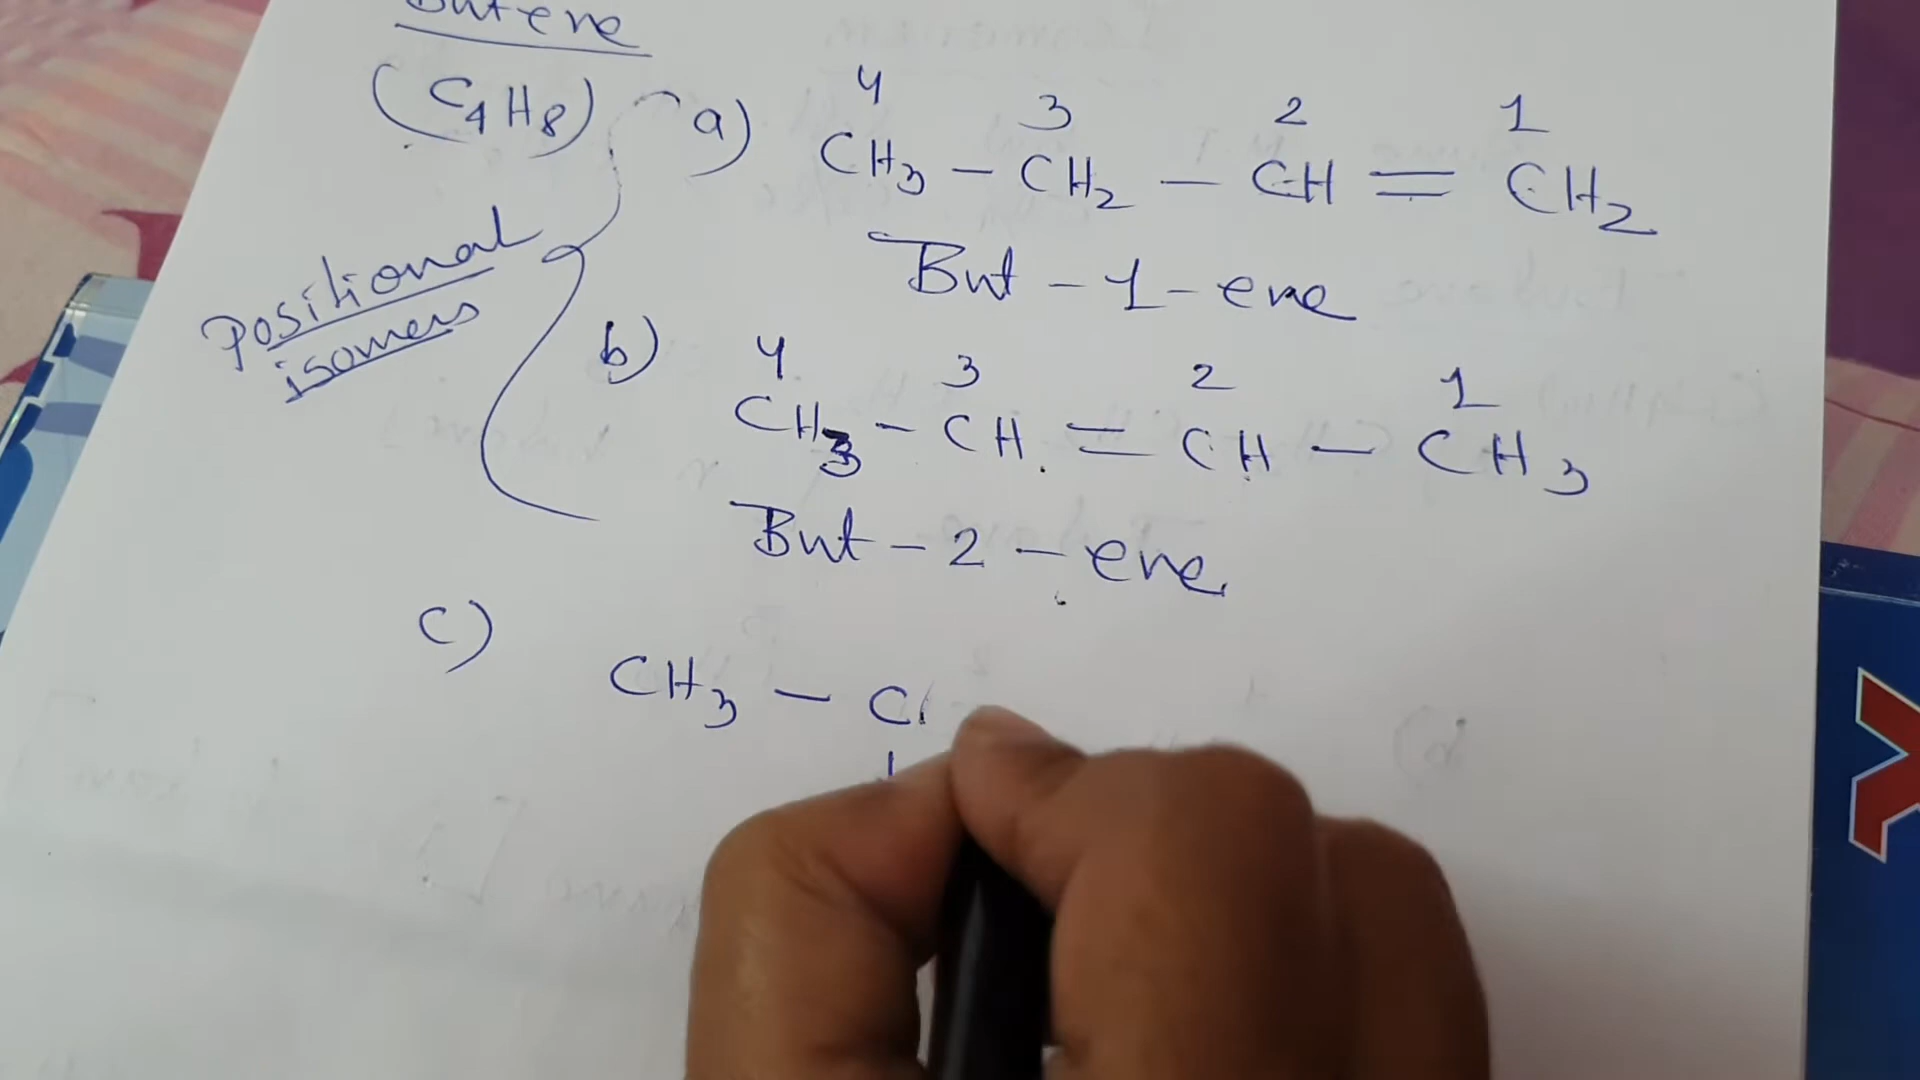 Butene
(C4H8)
a)
4 3 2 1
CH3 - CH2 - CH = CH2
But - 1 - ene
Positional
isomers
b)
4 3 2 1
CH3 - CH = CH - CH3
But - 2 - ene
c)
CH3 - C
X